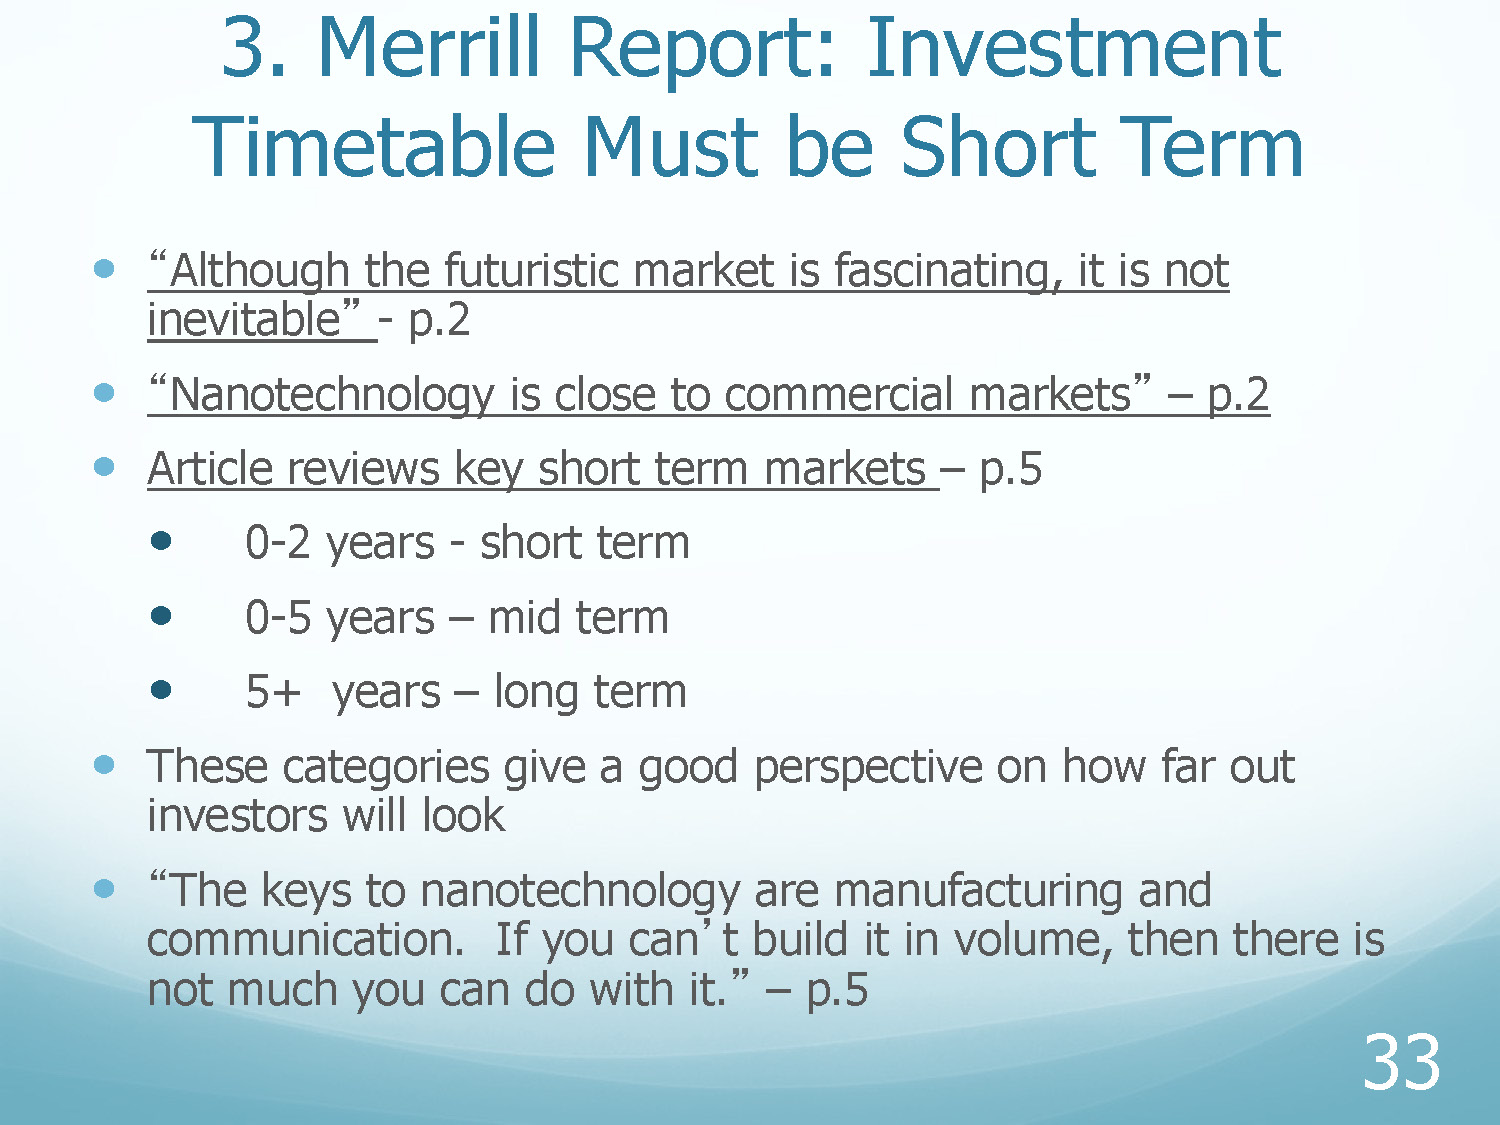 3. Merrill Report: Investment
Timetable Must be Short Term
• “Although the futuristic market is fascinating, it is not
inevitable” - p.2
• “Nanotechnology is close to commercial markets” – p.2
• Article reviews key short term markets – p.5
• 0-2 years - short term
• 0-5 years – mid term
• 5+ years – long term
• These categories give a good perspective on how far out
investors will look
• “The keys to nanotechnology are manufacturing and
communication. If you can’t build it in volume, then there is
not much you can do with it.” – p.5
33